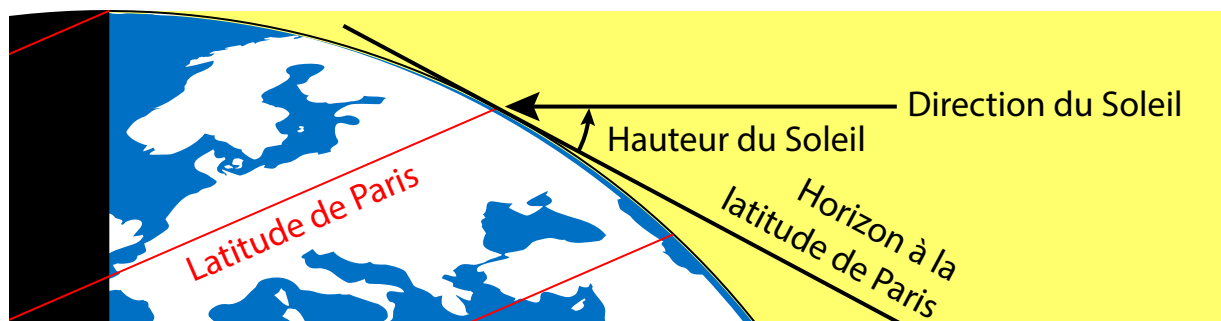 Direction du Soleil
Hauteur du Soleil
Latitude de Paris
Horizon à la
latitude de Paris